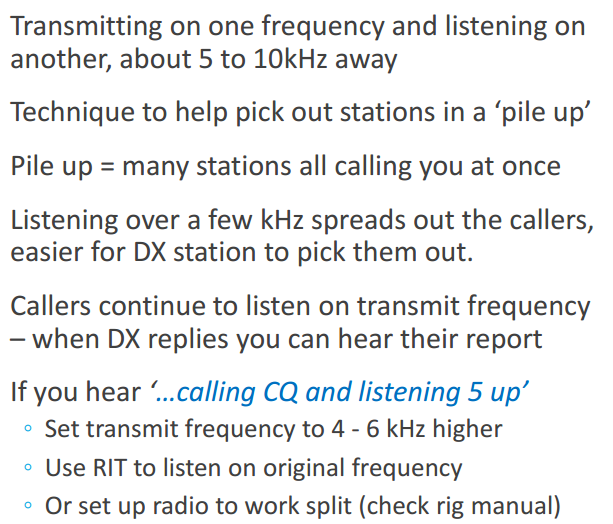 Transmitting on one frequency and listening on
another, about 5 to 10kHz away
Technique to help pick out stations in a ‘pile up’
Pile up = many stations all calling you at once
Listening over a few kHz spreads out the callers,
easier for DX station to pick them out.
Callers continue to listen on transmit frequency
– when DX replies you can hear their report
If you hear ‘…calling CQ and listening 5 up’
◦ Set transmit frequency to 4 - 6 kHz higher
◦ Use RIT to listen on original frequency
◦ Or set up radio to work split (check rig manual)